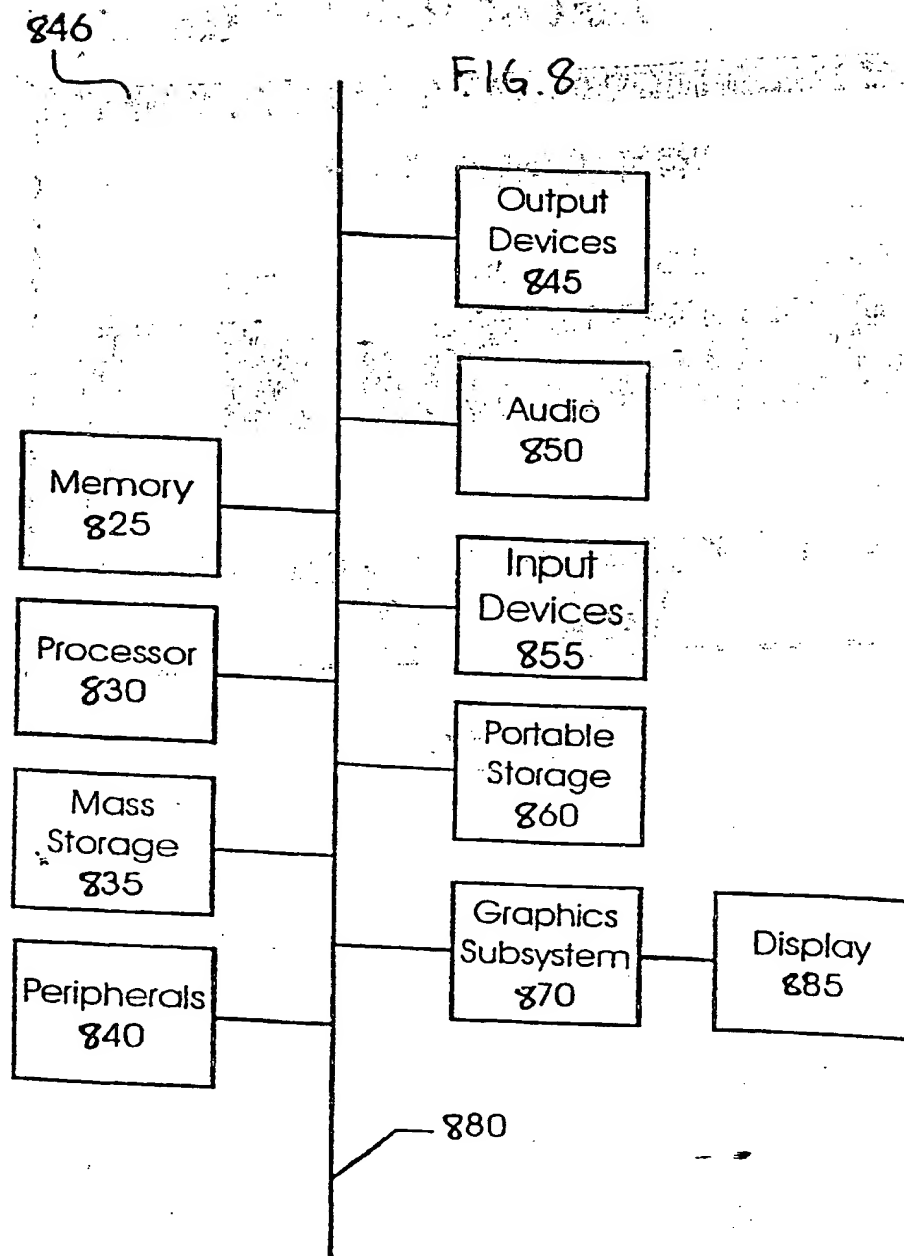 846
FIG. 8
Output
Devices
845
Audio
850
Memory
825
Input
Devices
855
Processor
830
Portable
Storage
860
Mass
Storage
835
Graphics
Subsystem
870
Display
885
Peripherals
840
880